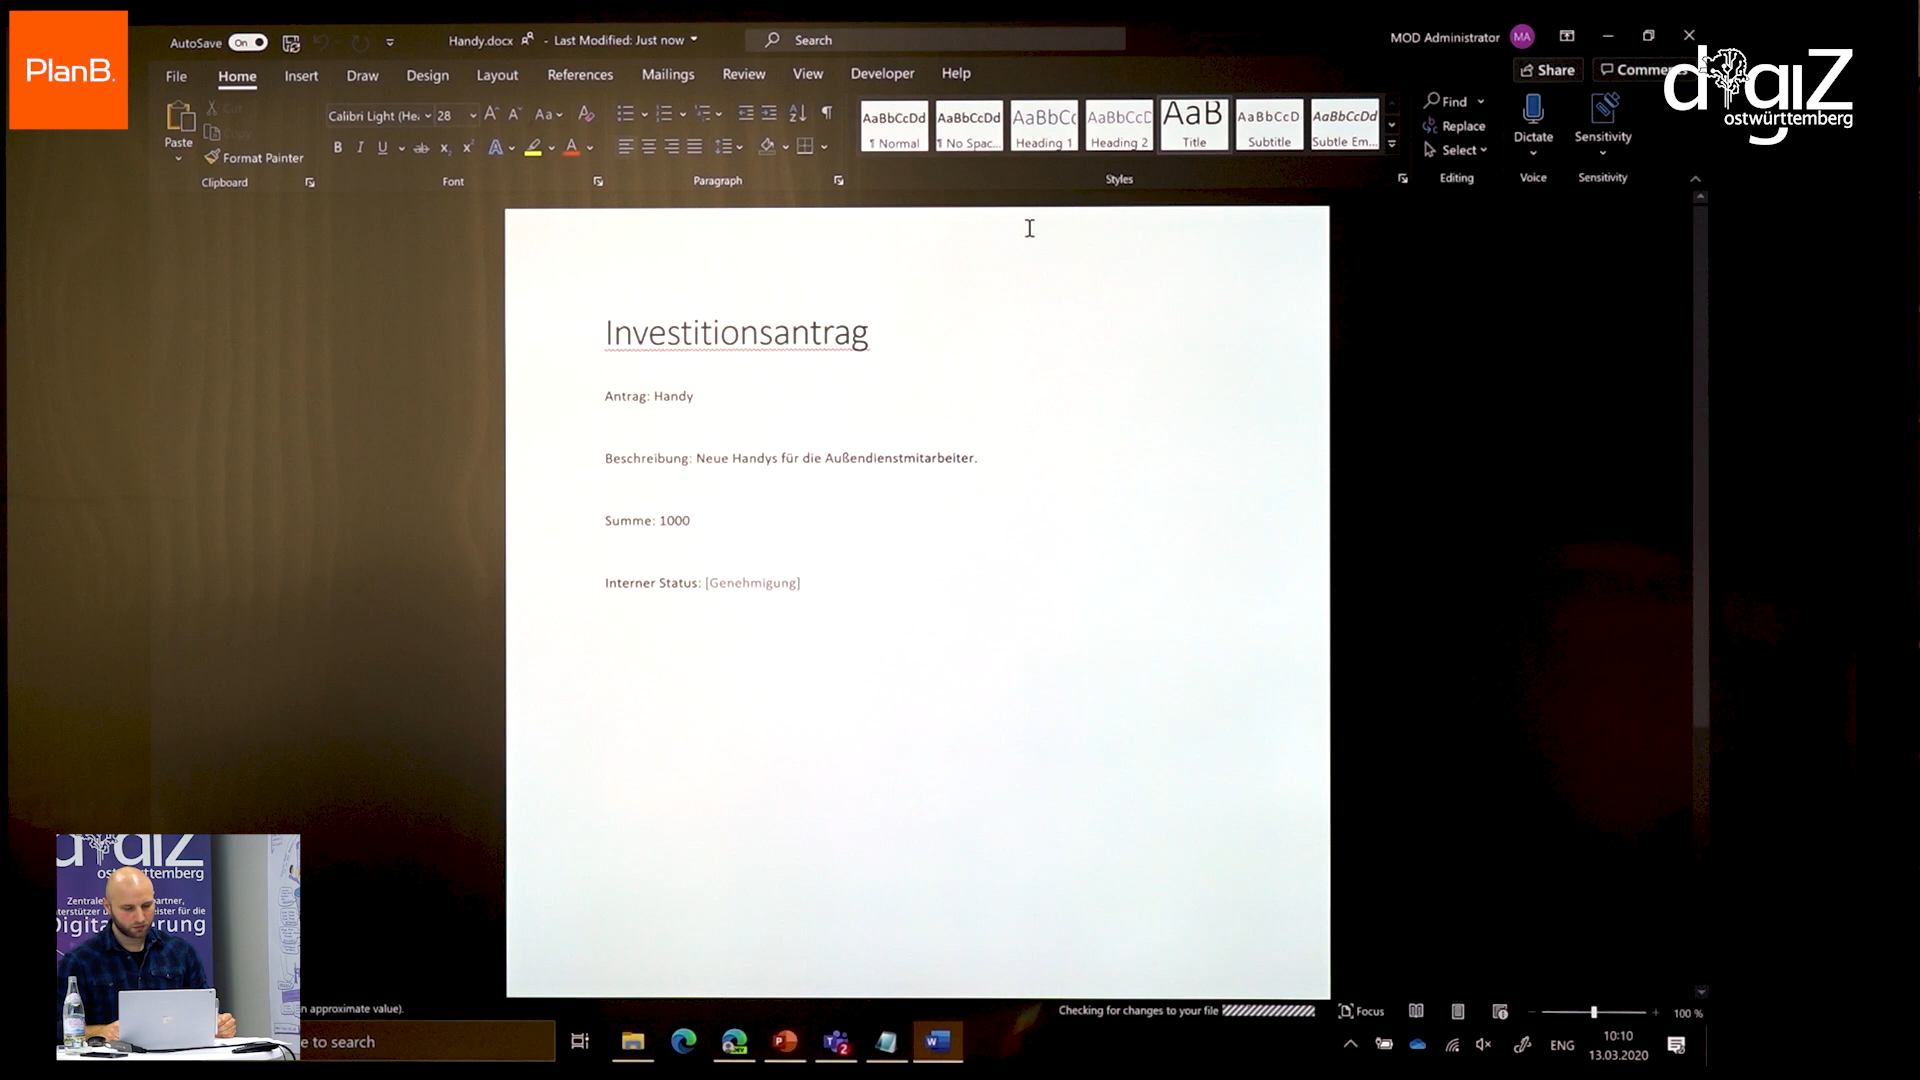 PlanB.
AutoSave On
Handy.docx - Last Modified: Just now
Search
MOD Administrator MA
digiZ
ostwürttemberg
File Home Insert Draw Design Layout References Mailings Review View Developer Help
Share
Paste
Cut
Copy
Format Painter
Clipboard
Calibri Light (He 28
Font
Paragraph
AaBbCcDd AaBbCcDd AaBbCc AaBbCcD AaB AaBbCcD AaBbCcDd
¶ Normal ¶ No Spac... Heading 1 Heading 2 Title Subtitle Subtle Em...
Styles
Find
Replace
Select
Editing
Dictate
Voice
Sensitivity
Sensitivity
Investitionsantrag
Antrag: Handy
Beschreibung: Neue Handys für die Außendienstmitarbeiter.
Summe: 1000
Interner Status: [Genehmigung]
ostwürttemberg
n approximate value).
Checking for changes to your file
Focus
100 %
e to search
ENG
10:10
13.03.2020